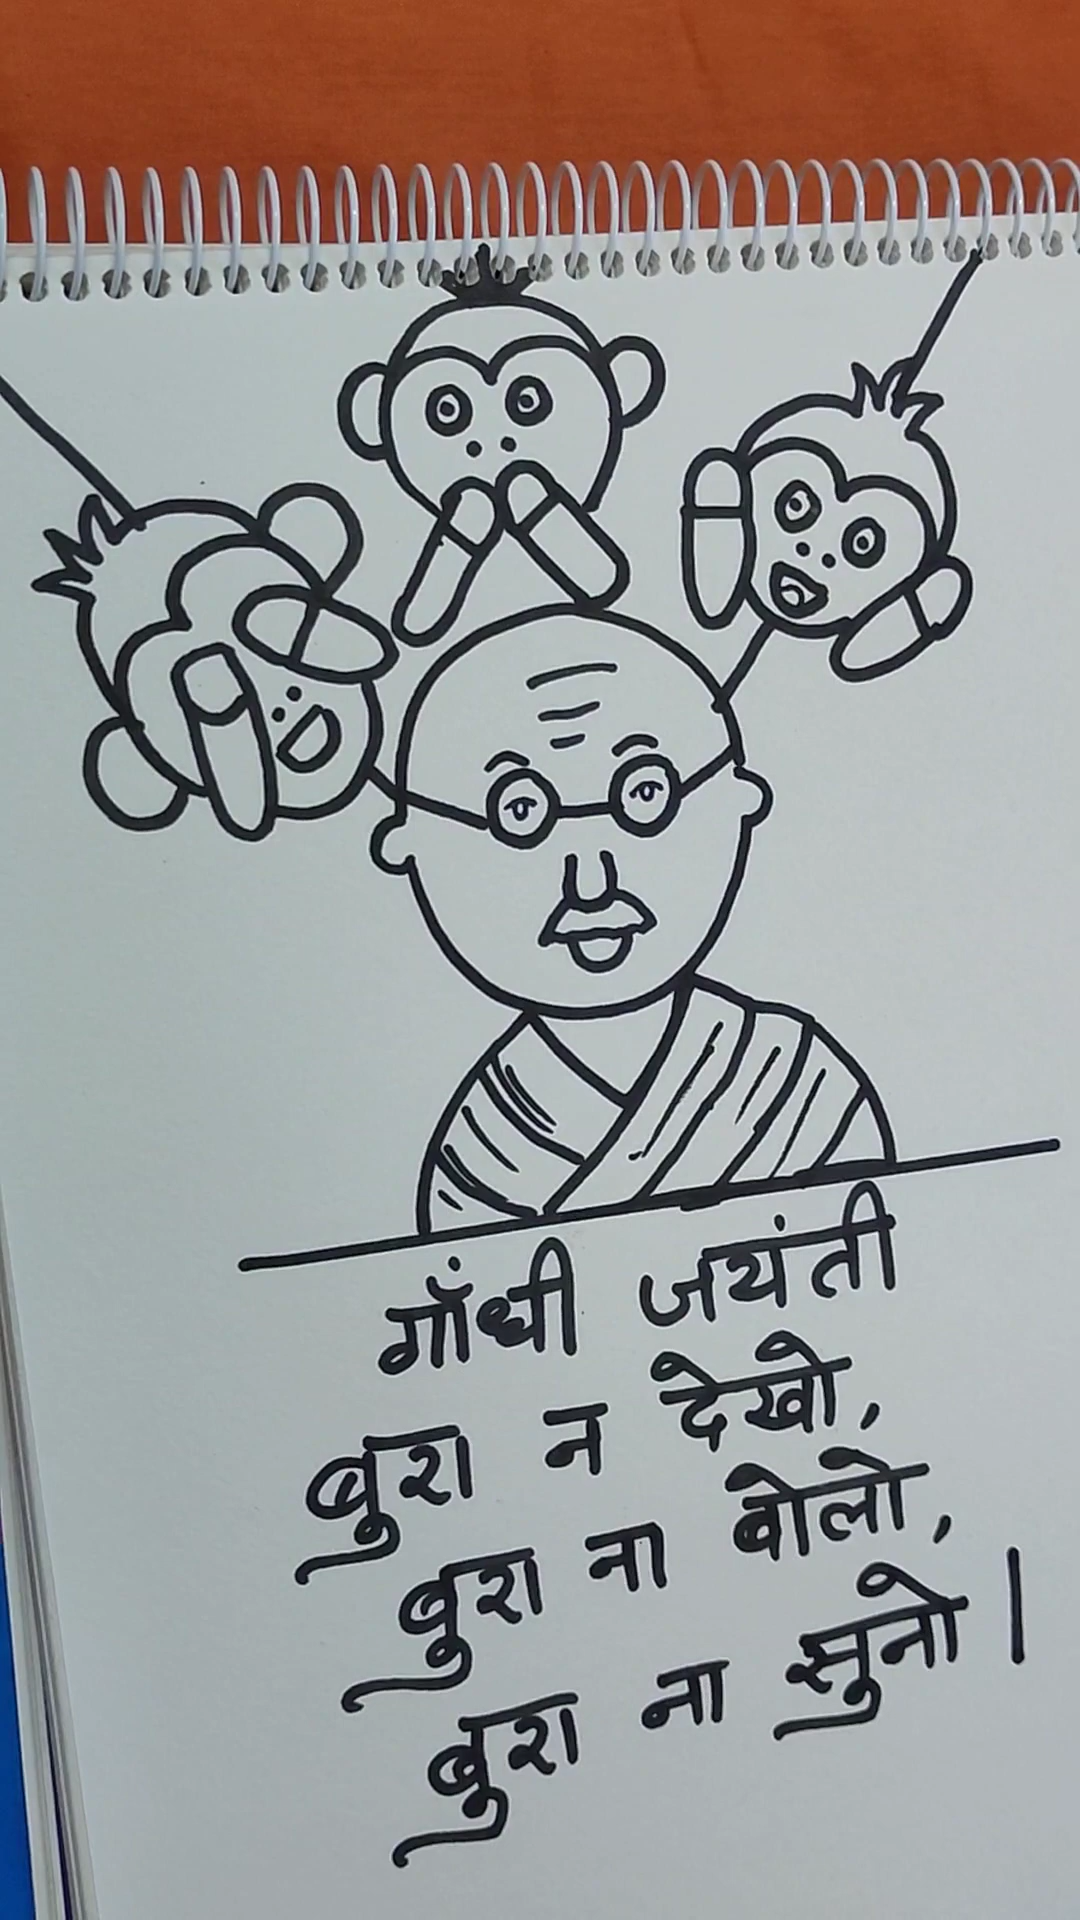 गाँधी जयंती
बुरा न देखो,
बुरा ना बोलो,
बुरा ना सुनो।